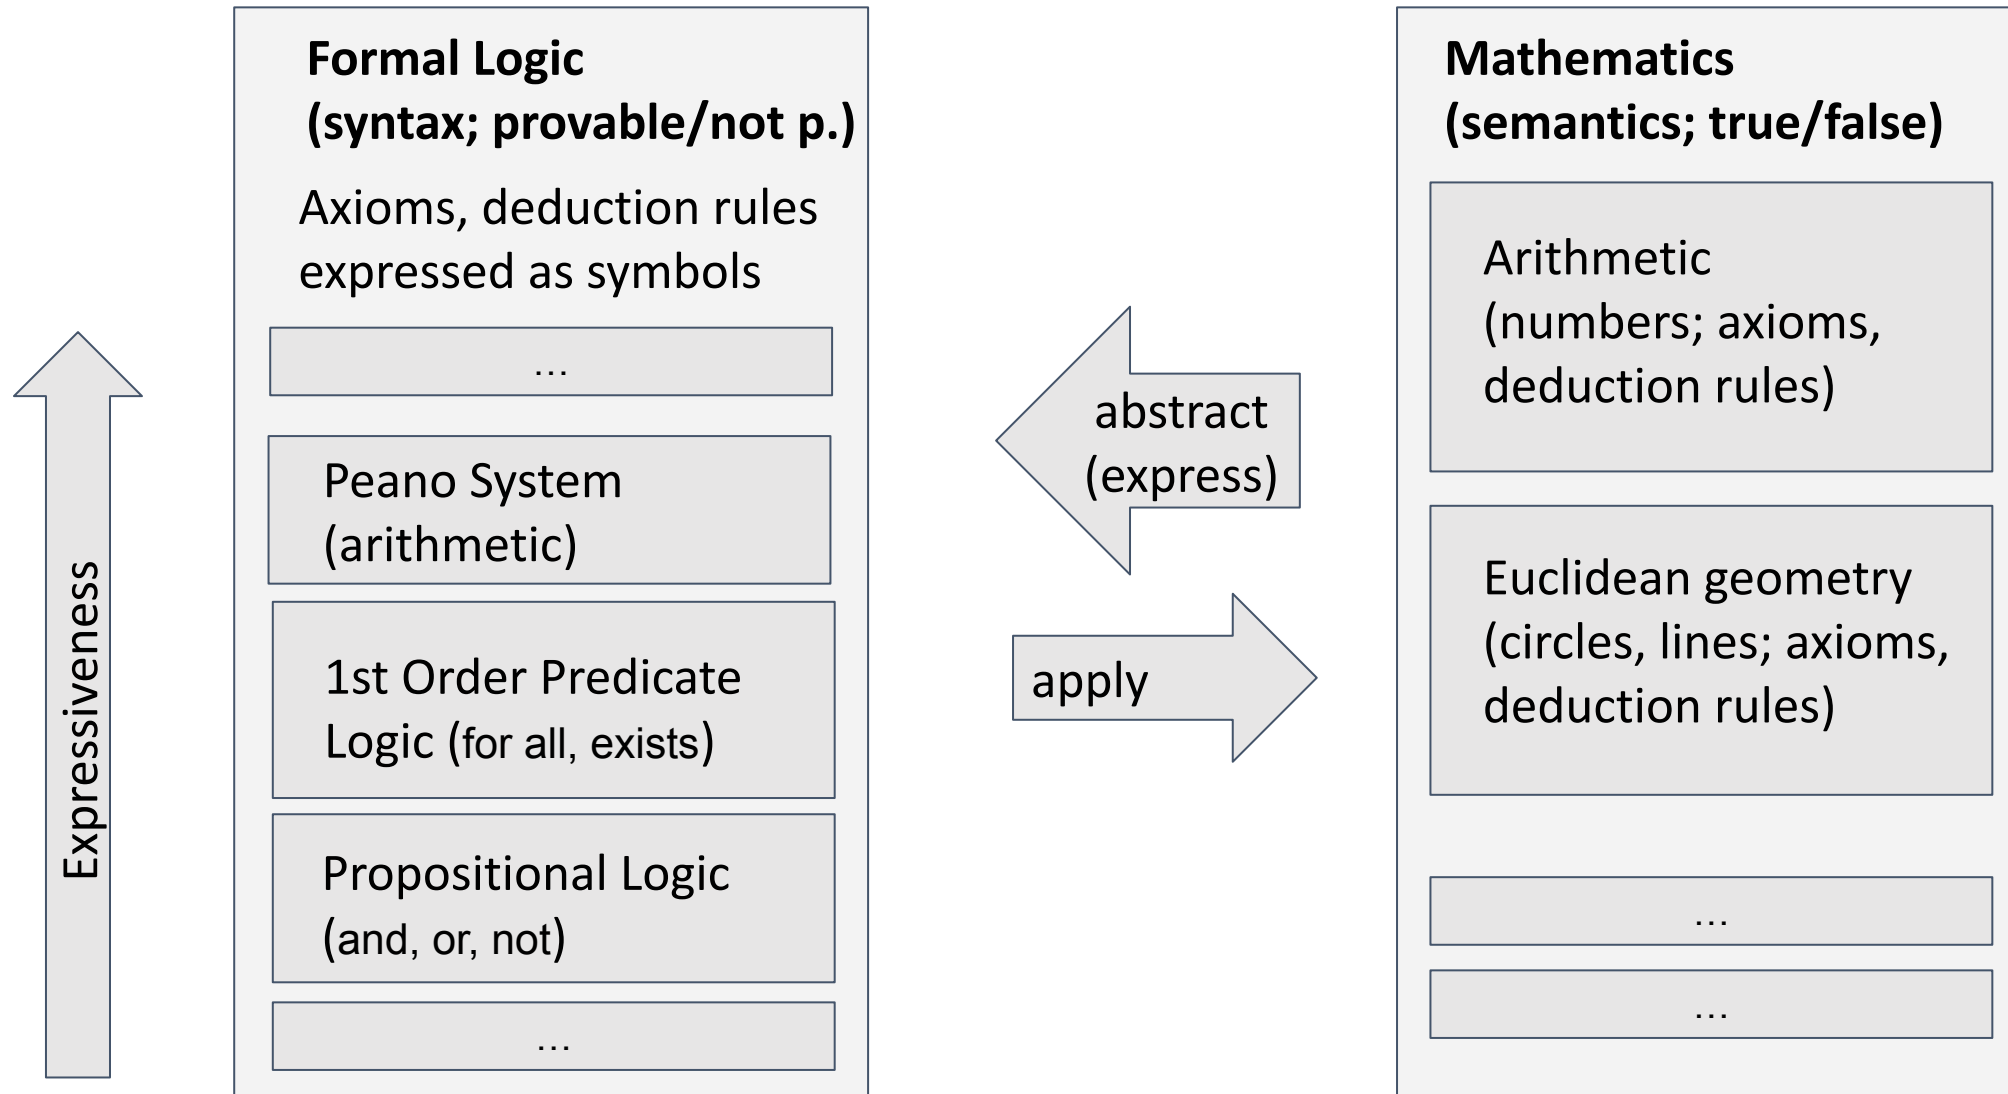 Formal Logic
(syntax; provable/not p.)
Axioms, deduction rules
expressed as symbols
...
Peano System
(arithmetic)
1st Order Predicate
Logic (for all, exists)
Propositional Logic
(and, or, not)
...
Expressiveness
abstract
(express)
apply
Mathematics
(semantics; true/false)
Arithmetic
(numbers; axioms,
deduction rules)
Euclidean geometry
(circles, lines; axioms,
deduction rules)
...
...